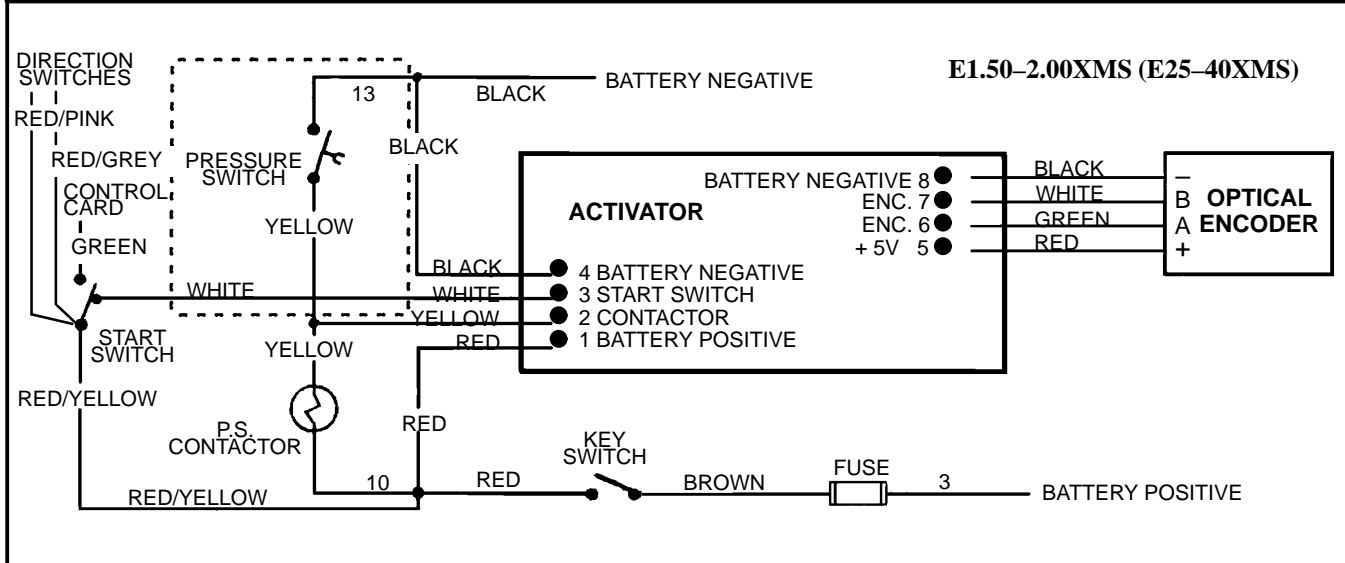 DIRECTION
SWITCHES
E1.50–2.00XMS (E25–40XMS)
BATTERY NEGATIVE
13
BLACK
RED/PINK
BLACK
RED/GREY
PRESSURE
SWITCH
CONTROL
CARD
GREEN
YELLOW
ACTIVATOR
BATTERY NEGATIVE 8
ENC. 7
ENC. 6
+ 5V 5
BLACK
WHITE
GREEN
RED
–
B
A
+
OPTICAL
ENCODER
BLACK
4 BATTERY NEGATIVE
WHITE
WHITE
3 START SWITCH
YELLOW
2 CONTACTOR
RED
1 BATTERY POSITIVE
START
SWITCH
YELLOW
RED/YELLOW
P.S.
CONTACTOR
RED
KEY
SWITCH
FUSE
RED/YELLOW
10
RED
BROWN
3
BATTERY POSITIVE